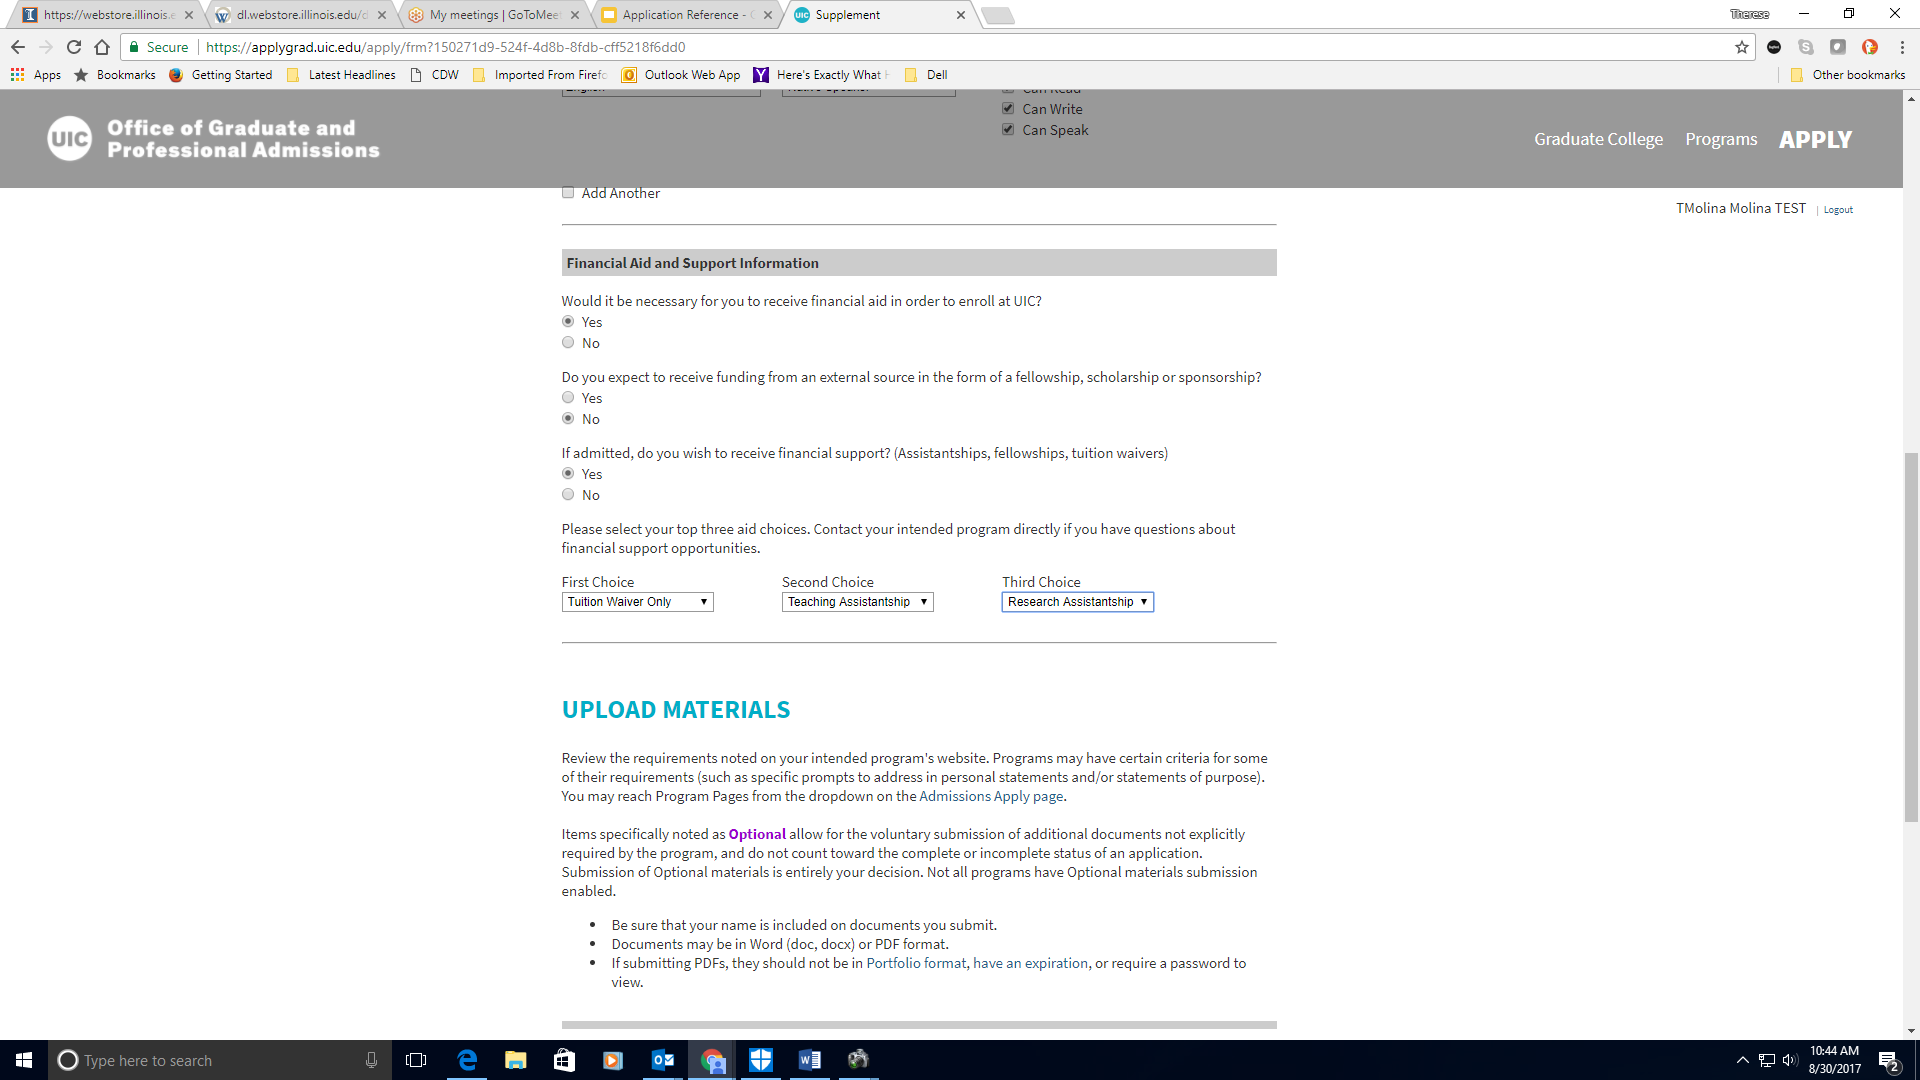 https://webstore.illinois.e
dl.webstore.illinois.edu/d
My meetings | GoToMee
Application Reference -
Supplement
Therese
Secure
https://applygrad.uic.edu/apply/frm?150271d9-524f-4d8b-8fdb-cff5218f6dd0
Apps
Bookmarks
Getting Started
Latest Headlines
CDW
Imported From Firefo
Outlook Web App
Here's Exactly What H
Dell
Other bookmarks
English
Native Speaker
Can Read
Can Write
Can Speak
UIC
Office of Graduate and
Professional Admissions
Graduate College
Programs
APPLY
Add Another
TMolina Molina TEST | Logout
Financial Aid and Support Information
Would it be necessary for you to receive financial aid in order to enroll at UIC?
Yes
No
Do you expect to receive funding from an external source in the form of a fellowship, scholarship or sponsorship?
Yes
No
If admitted, do you wish to receive financial support? (Assistantships, fellowships, tuition waivers)
Yes
No
Please select your top three aid choices. Contact your intended program directly if you have questions about
financial support opportunities.
First Choice
Second Choice
Third Choice
Tuition Waiver Only
Teaching Assistantship
Research Assistantship
UPLOAD MATERIALS
Review the requirements noted on your intended program's website. Programs may have certain criteria for some
of their requirements (such as specific prompts to address in personal statements and/or statements of purpose).
You may reach Program Pages from the dropdown on the Admissions Apply page.
Items specifically noted as Optional allow for the voluntary submission of additional documents not explicitly
required by the program, and do not count toward the complete or incomplete status of an application.
Submission of Optional materials is entirely your decision. Not all programs have Optional materials submission
enabled.
• Be sure that your name is included on documents you submit.
• Documents may be in Word (doc, docx) or PDF format.
• If submitting PDFs, they should not be in Portfolio format, have an expiration, or require a password to
view.
Type here to search
10:44 AM
8/30/2017
2